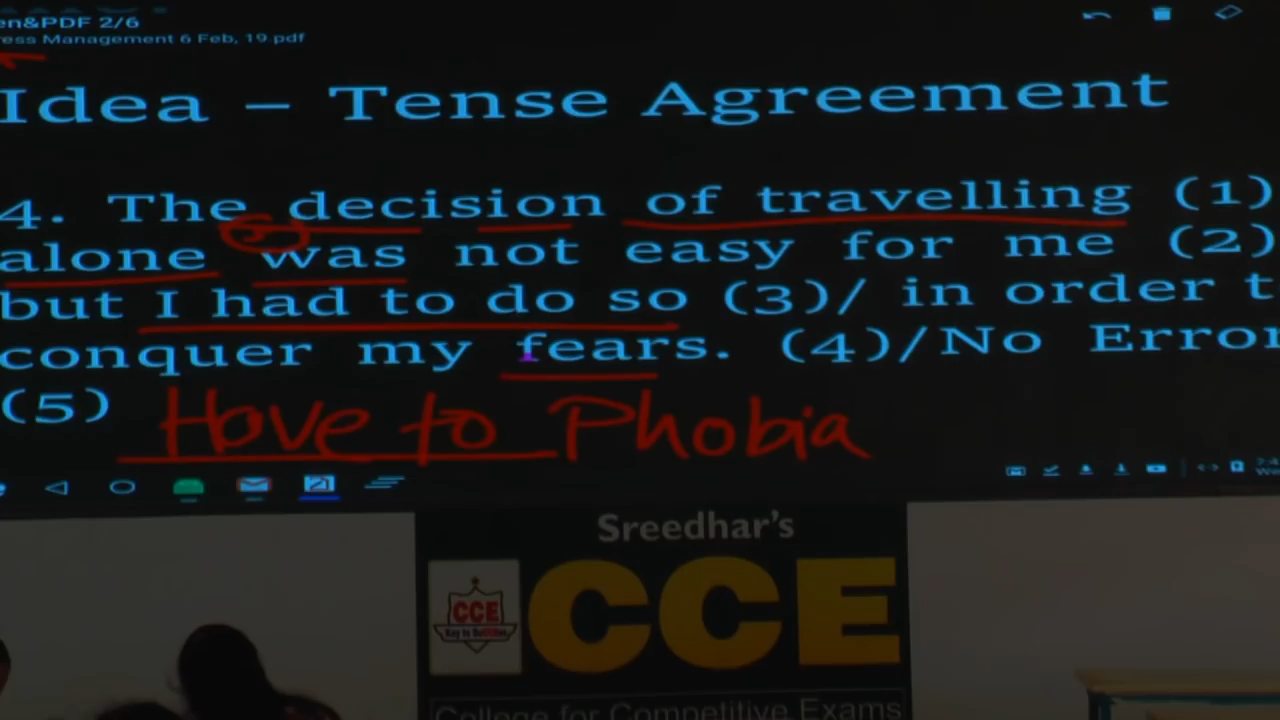 en&PDF 2/6
ess Management 6 Feb, 19.pdf
Idea – Tense Agreement
4. The decision of travelling (1)
alone was not easy for me (2)
but I had to do so (3)/ in order t
conquer my fears. (4)/No Error
(5)
Have to Phobia
Sreedhar's
CCE
CCE
College for Competitive Exams